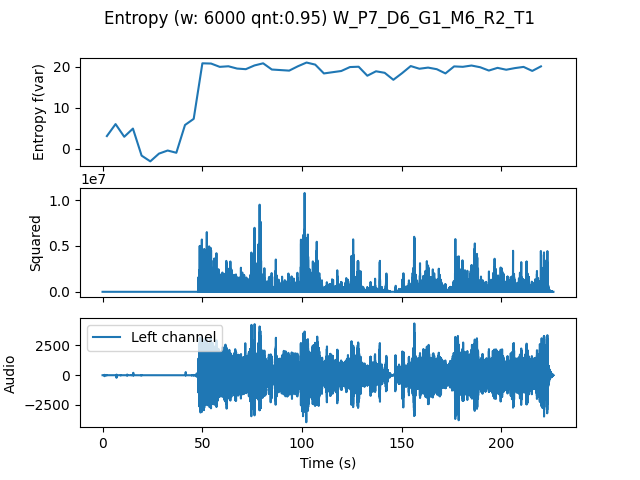 Entropy (w: 6000 qnt:0.95) W_P7_D6_G1_M6_R2_T1
20
10
0
Entropy f(var)
1e7
1.0
0.5
0.0
Squared
Left channel
2500
0
−2500
Audio
0 50 100 150 200
Time (s)